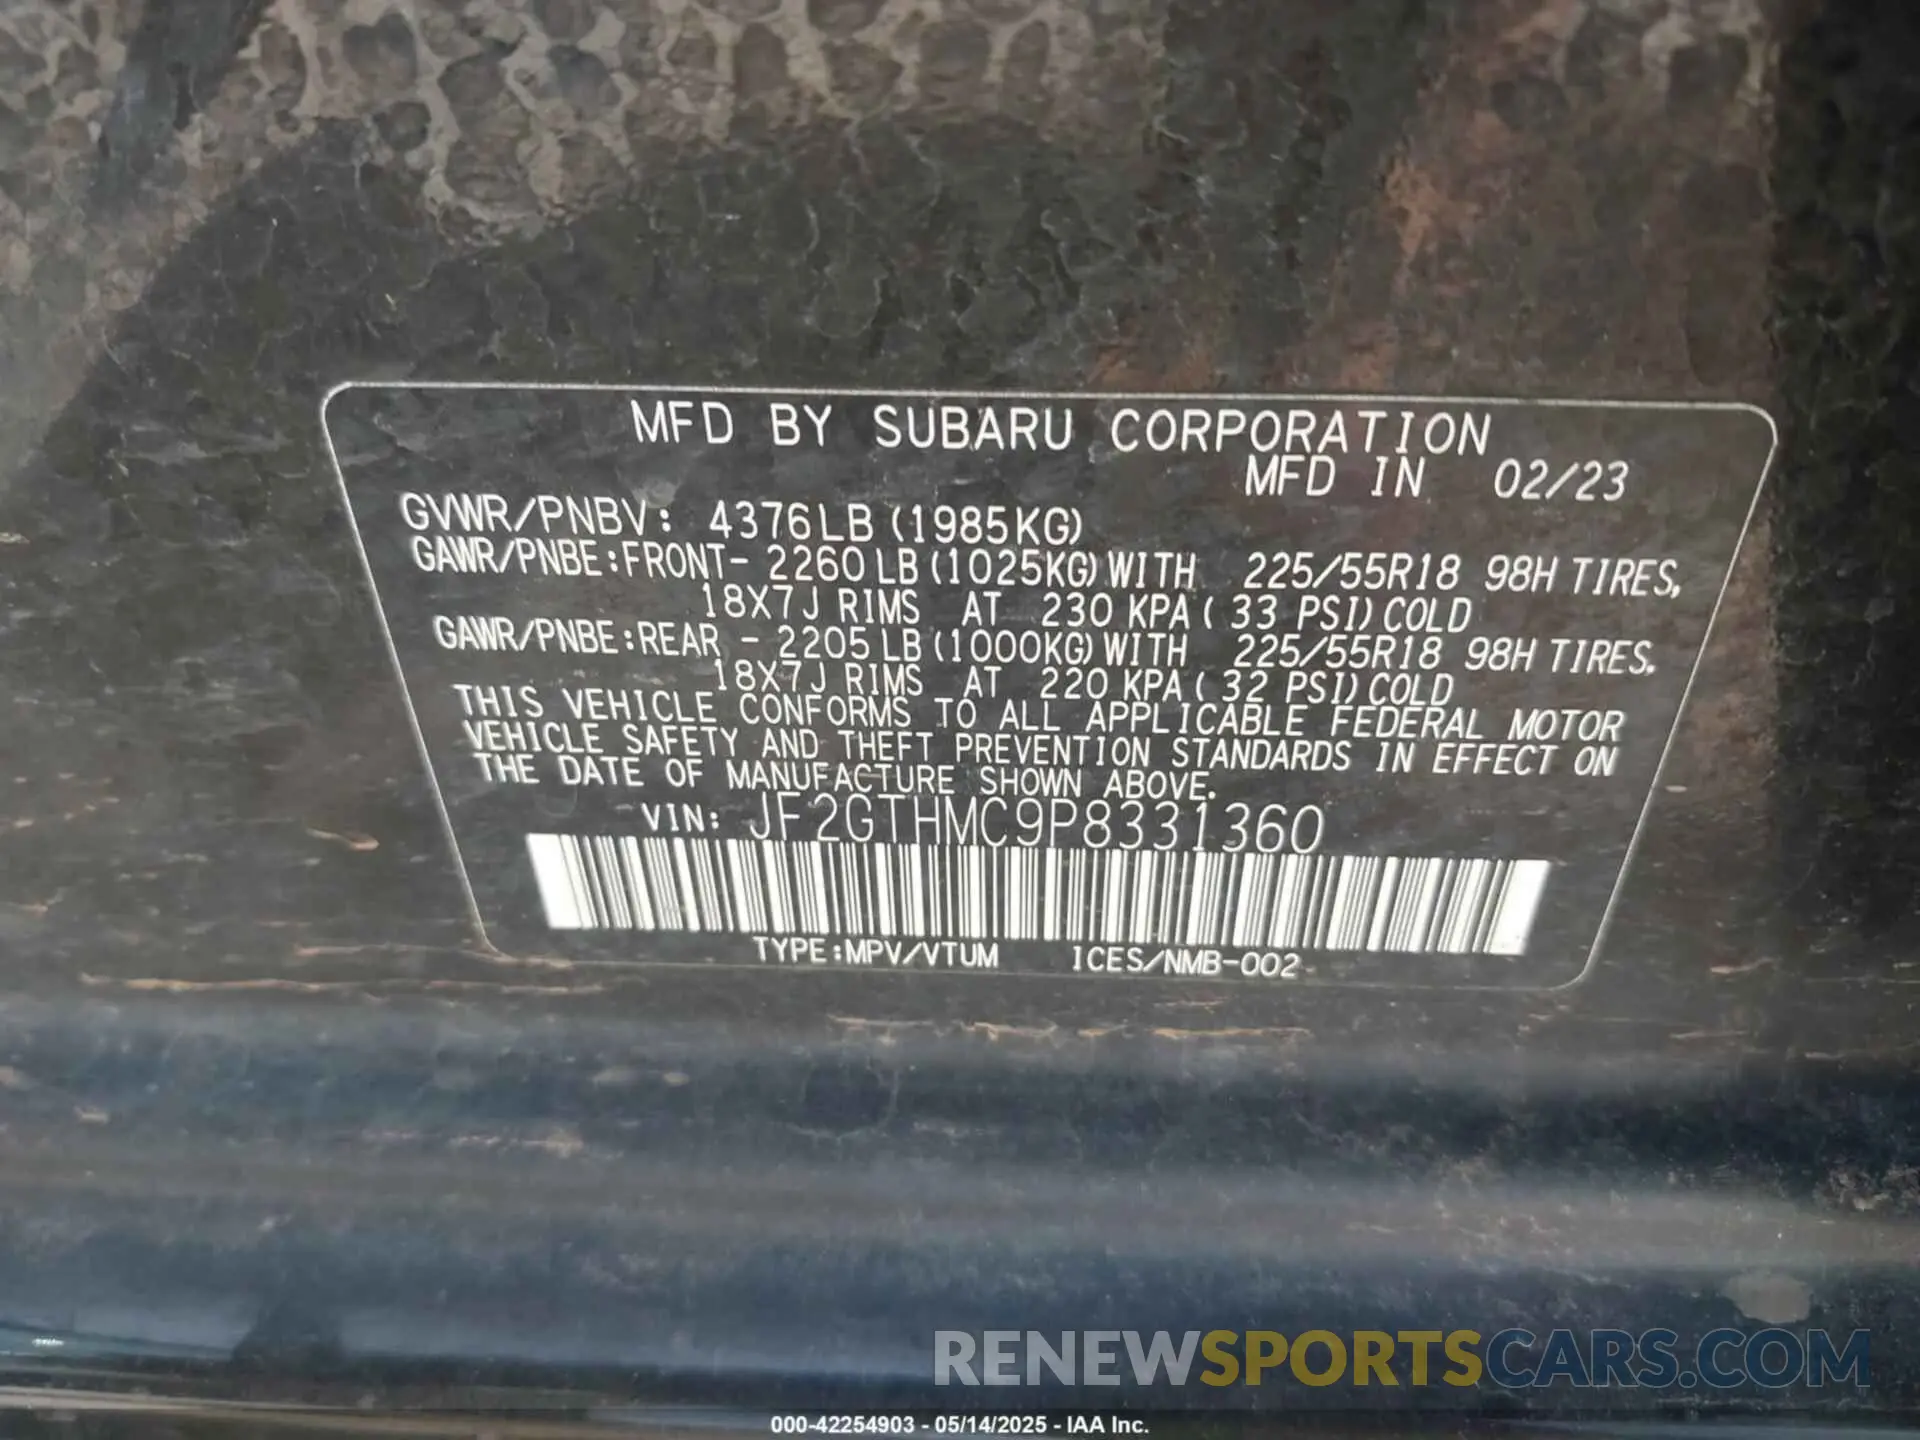 MFD BY SUBARU CORPORATION
MFD IN 02/23
GVWR/PNBV: 4376LB (1985KG)
GAWR/PNBE:FRONT- 2260LB (1025KG) WITH 225/55R18 98H TIRES,
18X7J RIMS AT 230 KPA ( 33 PSI) COLD
GAWR/PNBE:REAR - 2205LB (1000KG) WITH 225/55R18 98H TIRES,
18X7J RIMS AT 220 KPA ( 32 PSI) COLD
THIS VEHICLE CONFORMS TO ALL APPLICABLE FEDERAL MOTOR
VEHICLE SAFETY AND THEFT PREVENTION STANDARDS IN EFFECT ON
THE DATE OF MANUFACTURE SHOWN ABOVE.
VIN: JF2GTHMC9P8331360
TYPE:MPV/VTUM ICES/NMB-002
RENEWSPORTSCARS.COM
000-42254903 - 05/14/2025 - IAA Inc.